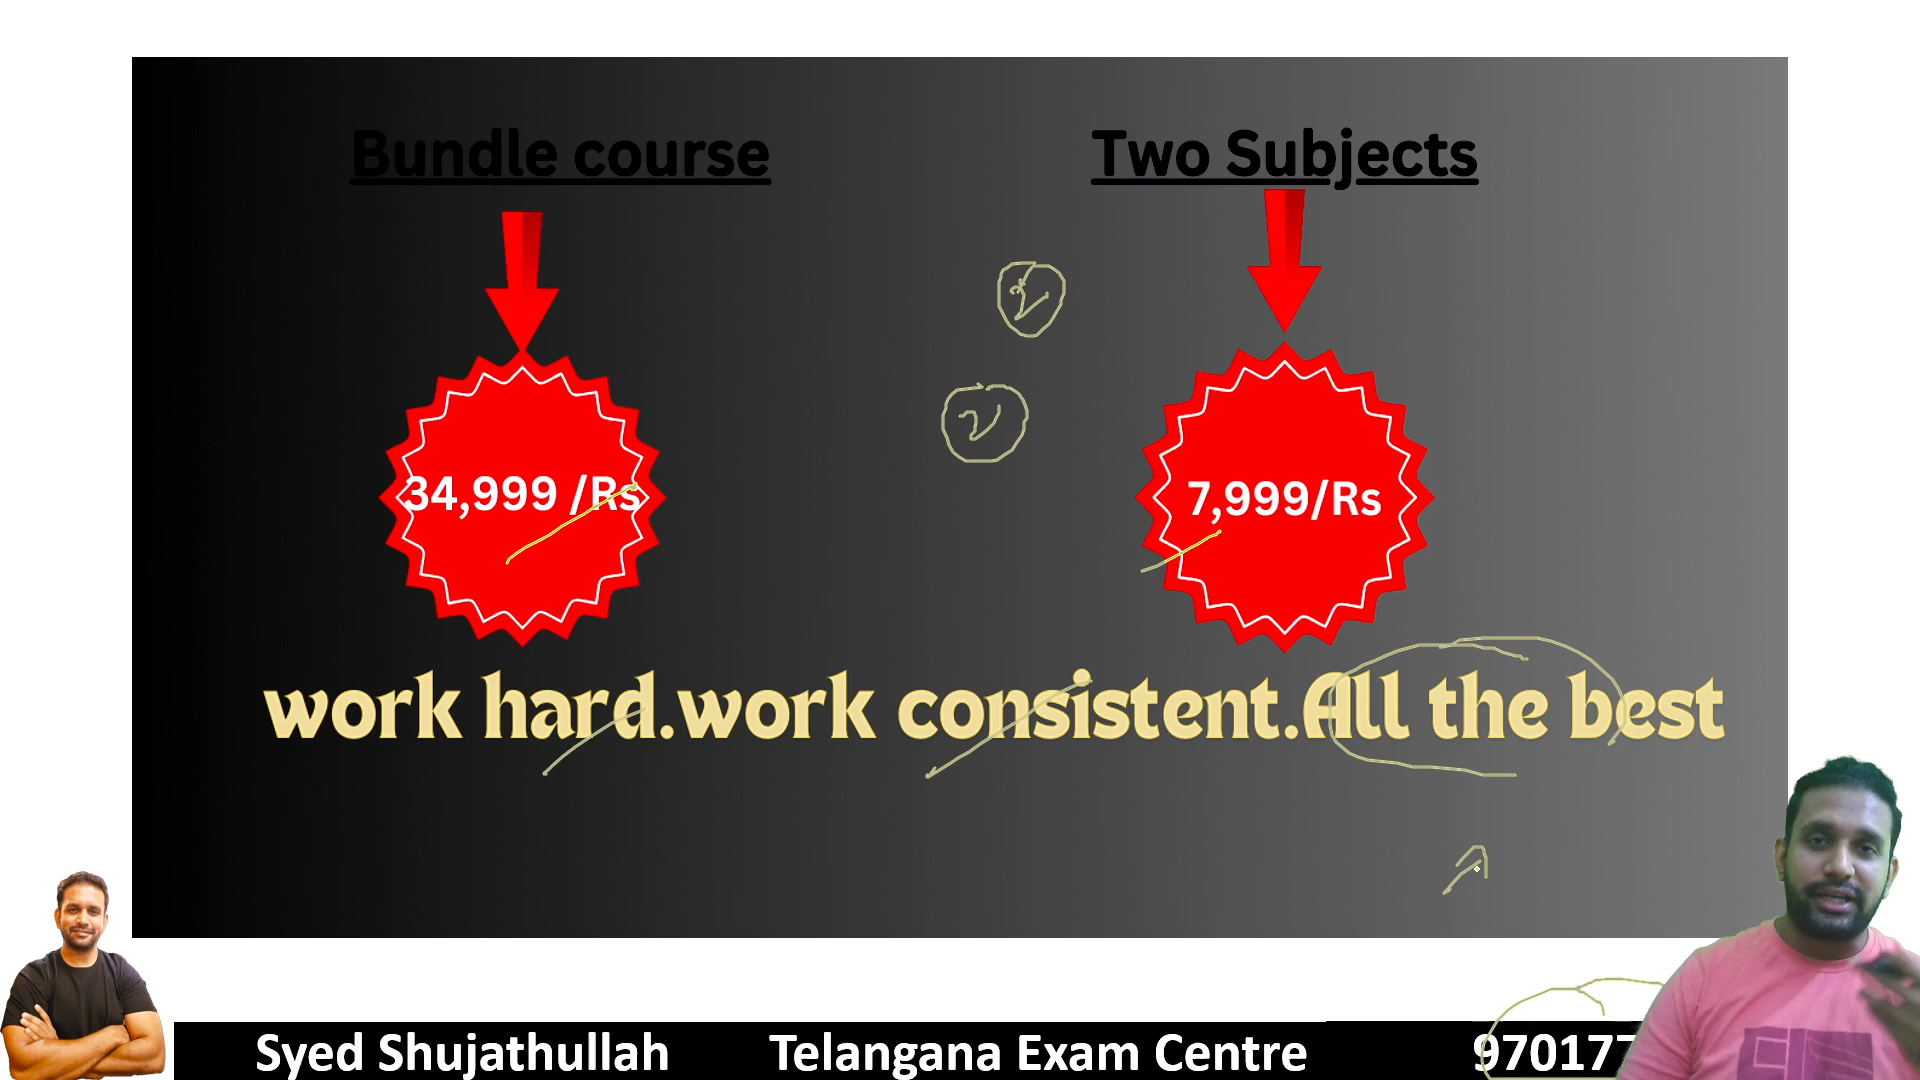 Bundle course
Two Subjects
34,999 /Rs
7,999/Rs
work hard.work consistent.All the best
Syed Shujathullah Telangana Exam Centre